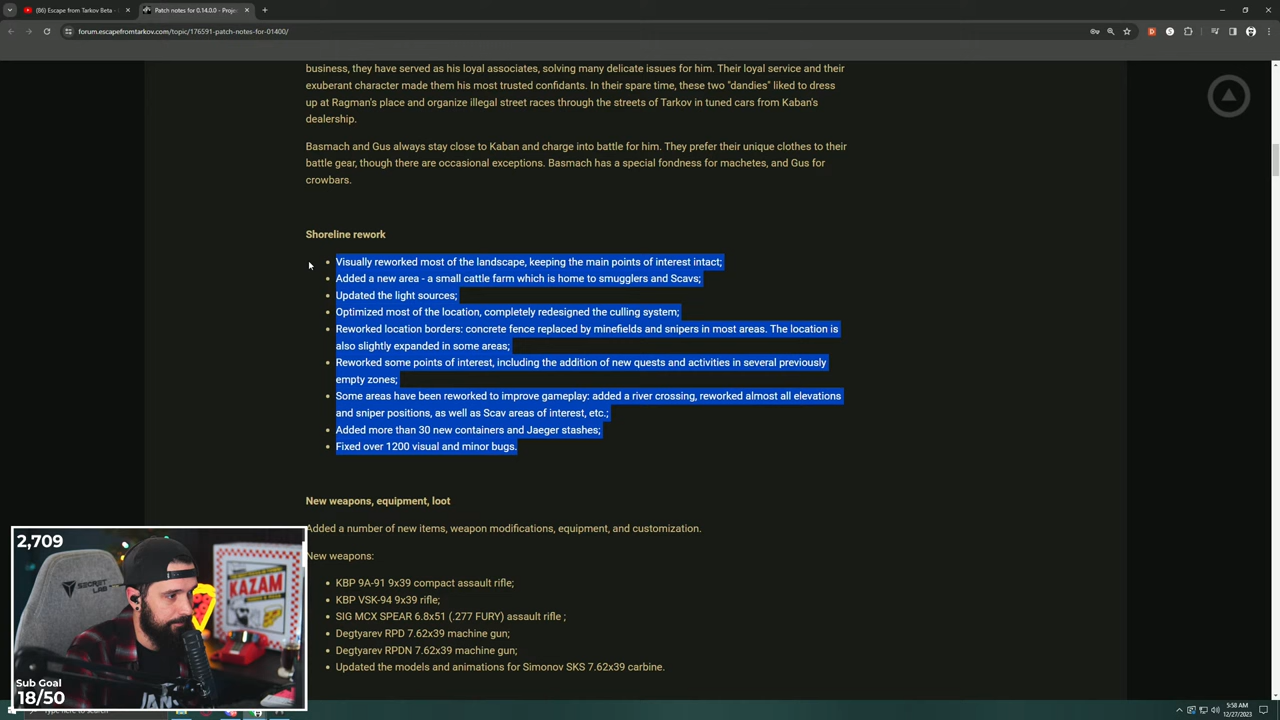 (86) Escape from Tarkov Beta -
Patch notes for 0.14.0.0 - Proje
forum.escapefromtarkov.com/topic/176591-patch-notes-for-01400/
business, they have served as his loyal associates, solving many delicate issues for him. Their loyal service and their
exuberant character made them his most trusted confidants. In their spare time, these two "dandies" liked to dress
up at Ragman's place and organize illegal street races through the streets of Tarkov in tuned cars from Kaban's
dealership.
Basmach and Gus always stay close to Kaban and charge into battle for him. They prefer their unique clothes to their
battle gear, though there are occasional exceptions. Basmach has a special fondness for machetes, and Gus for
crowbars.
Shoreline rework
• Visually reworked most of the landscape, keeping the main points of interest intact;
• Added a new area - a small cattle farm which is home to smugglers and Scavs;
• Updated the light sources;
• Optimized most of the location, completely redesigned the culling system;
• Reworked location borders: concrete fence replaced by minefields and snipers in most areas. The location is
also slightly expanded in some areas;
• Reworked some points of interest, including the addition of new quests and activities in several previously
empty zones;
• Some areas have been reworked to improve gameplay: added a river crossing, reworked almost all elevations
and sniper positions, as well as Scav areas of interest, etc.;
• Added more than 30 new containers and Jaeger stashes;
• Fixed over 1200 visual and minor bugs.
New weapons, equipment, loot
Added a number of new items, weapon modifications, equipment, and customization.
New weapons:
• KBP 9A-91 9x39 compact assault rifle;
• KBP VSK-94 9x39 rifle;
• SIG MCX SPEAR 6.8x51 (.277 FURY) assault rifle ;
• Degtyarev RPD 7.62x39 machine gun;
• Degtyarev RPDN 7.62x39 machine gun;
• Updated the models and animations for Simonov SKS 7.62x39 carbine.
2,709
SECRET
LAB
KAZAM
Sub Goal
18/50
Type here to search
5:58 AM
12/27/2023